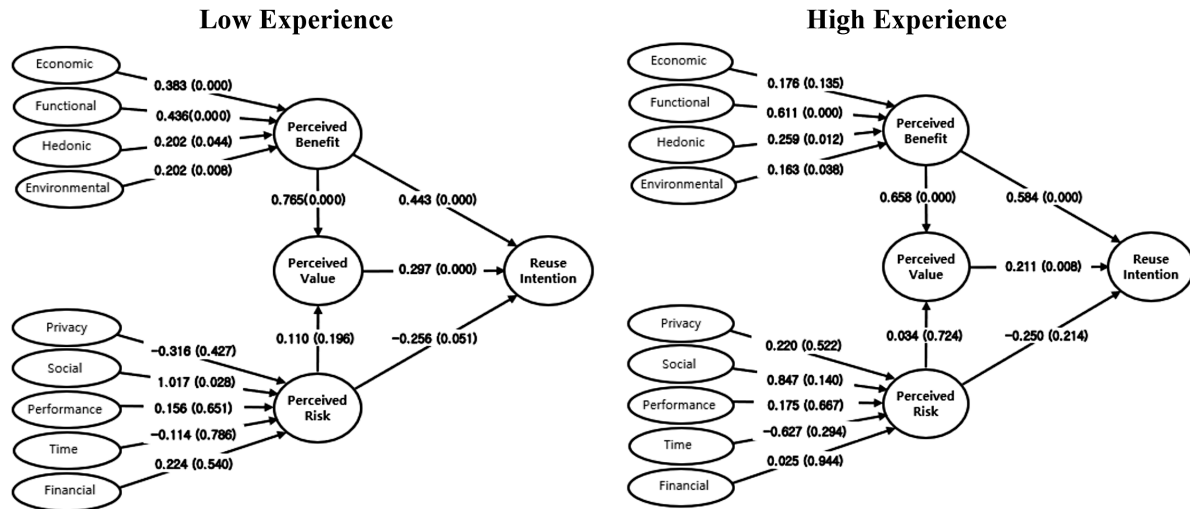 Low Experience
Economic
Functional
Hedonic
Environmental
0.383 (0.000)
0.436(0.000)
0.202 (0.044)
0.202 (0.008)
Perceived
Benefit
0.765(0.000)
0.443 (0.000)
Perceived
Value
0.297 (0.000)
Reuse
Intention
0.110 (0.196)
-0.256 (0.051)
Privacy
Social
Performance
Time
Financial
-0.316 (0.427)
1.017 (0.028)
0.156 (0.651)
-0.114 (0.786)
0.224 (0.540)
Perceived
Risk
High Experience
Economic
Functional
Hedonic
Environmental
0.176 (0.135)
0.611 (0.000)
0.259 (0.012)
0.163 (0.038)
Perceived
Benefit
0.658 (0.000)
0.584 (0.000)
Perceived
Value
0.211 (0.008)
Reuse
Intention
0.034 (0.724)
-0.250 (0.214)
Privacy
Social
Performance
Time
Financial
0.220 (0.522)
0.847 (0.140)
0.175 (0.667)
-0.627 (0.294)
0.025 (0.944)
Perceived
Risk